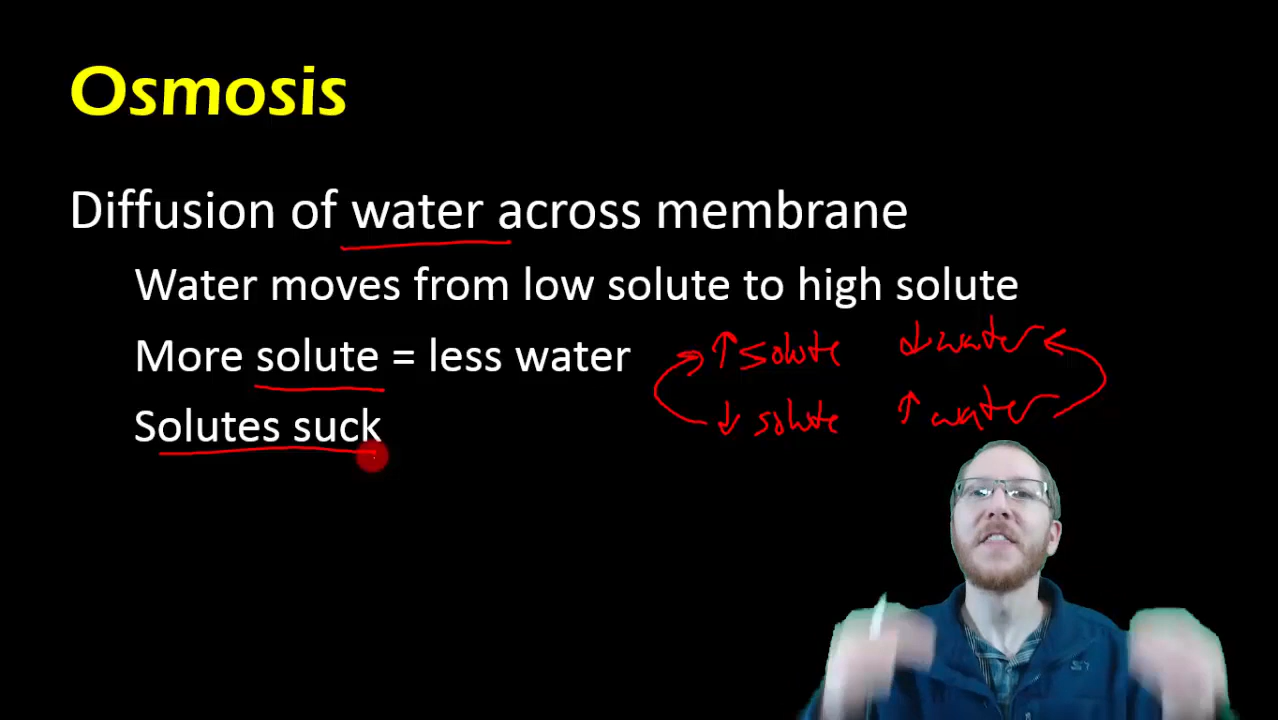 Osmosis
Diffusion of water across membrane
Water moves from low solute to high solute
More solute = less water
↑ solute ↓ water
↓ solute ↑ water
Solutes suck